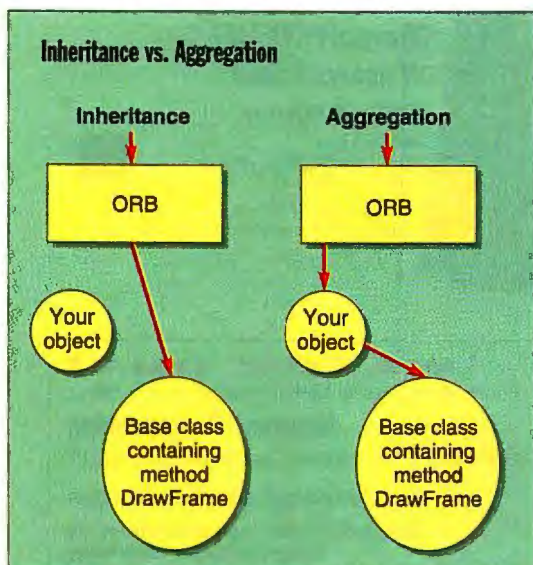 Inheritance vs. Aggregation
Inheritance
ORB
Your
object
Base class
containing
method
DrawFrame
Aggregation
ORB
Your
object
Base class
containing
method
DrawFrame